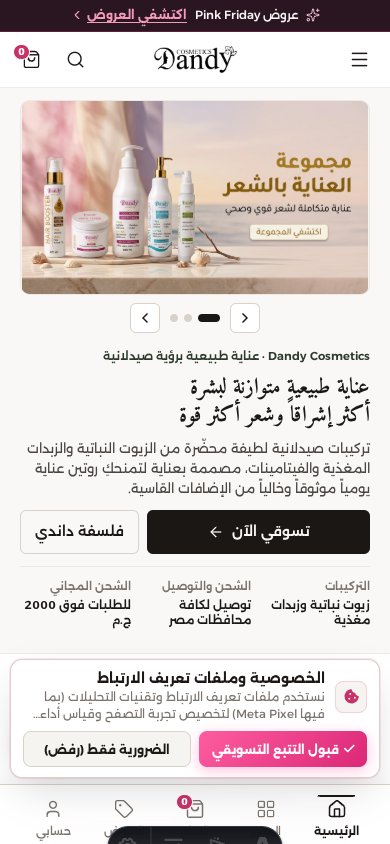 عروض Pink Friday اكتشفي العروض
0
COSMETICS
Dandy
مجموعة
العناية بالشعر
عناية متكاملة لشعر قوي وصحي
اكتشفي المجموعة
HAIR BOOSTER
Dandy
Dandy
Dandy
Dandy Cosmetics · عناية طبيعية برؤية صيدلانية
عناية طبيعية متوازنة لبشرة
أكثر إشراقاً وشعر أكثر قوة
تركيبات صيدلانية لطيفة محضّرة من الزيوت النباتية والزبدات
المغذية والفيتامينات، مصممة بعناية لتمنحكِ روتين عناية
يومياً موثوقاً وخالياً من الإضافات القاسية.
تسوقي الآن
فلسفة داندي
التركيبات
زيوت نباتية وزبدات
مغذية
الشحن والتوصيل
توصيل لكافة
محافظات مصر
الشحن المجاني
للطلبات فوق 2000
ج.م
الخصوصية وملفات تعريف الارتباط
نستخدم ملفات تعريف الارتباط وتقنيات التحليلات (بما
فيها Meta Pixel) لتخصيص تجربة التصفح وقياس أداء...
قبول التتبع التسويقي
الضرورية فقط (رفض)
0
الرئيسية
حسابي